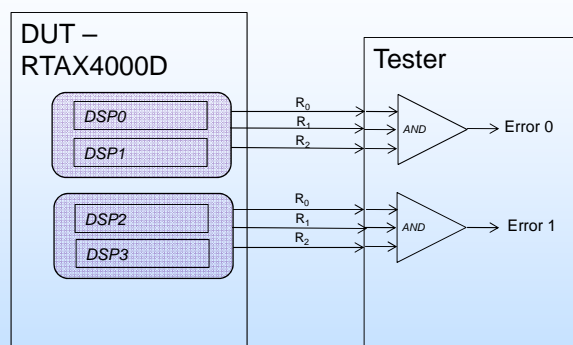 DUT –
RTAX4000D
Tester
DSP0
DSP1
R0
R1
R2
AND
Error 0
DSP2
DSP3
R0
R1
R2
AND
Error 1